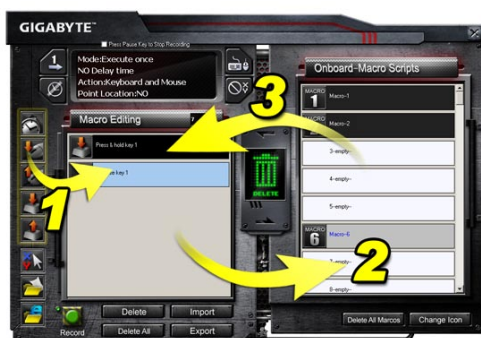 GIGABYTE™
Press Pause Key to Stop Recording
Mode:Execute once
NO Delay time
Action:Keyboard and Mouse
Point Location:NO
Macro Editing
Press & hold key 1
key 1
1
Delete
Import
Record
Delete All
Export
DELETE
3
2
Onboard-Macro Scripts
MACRO
1
Macro-1
MACRO
Macro-2
3-empty-
4-empty-
5-empty-
MACRO
6
Macro-6
-empty-
8-empty-
Delete All Marcos
Change Icon